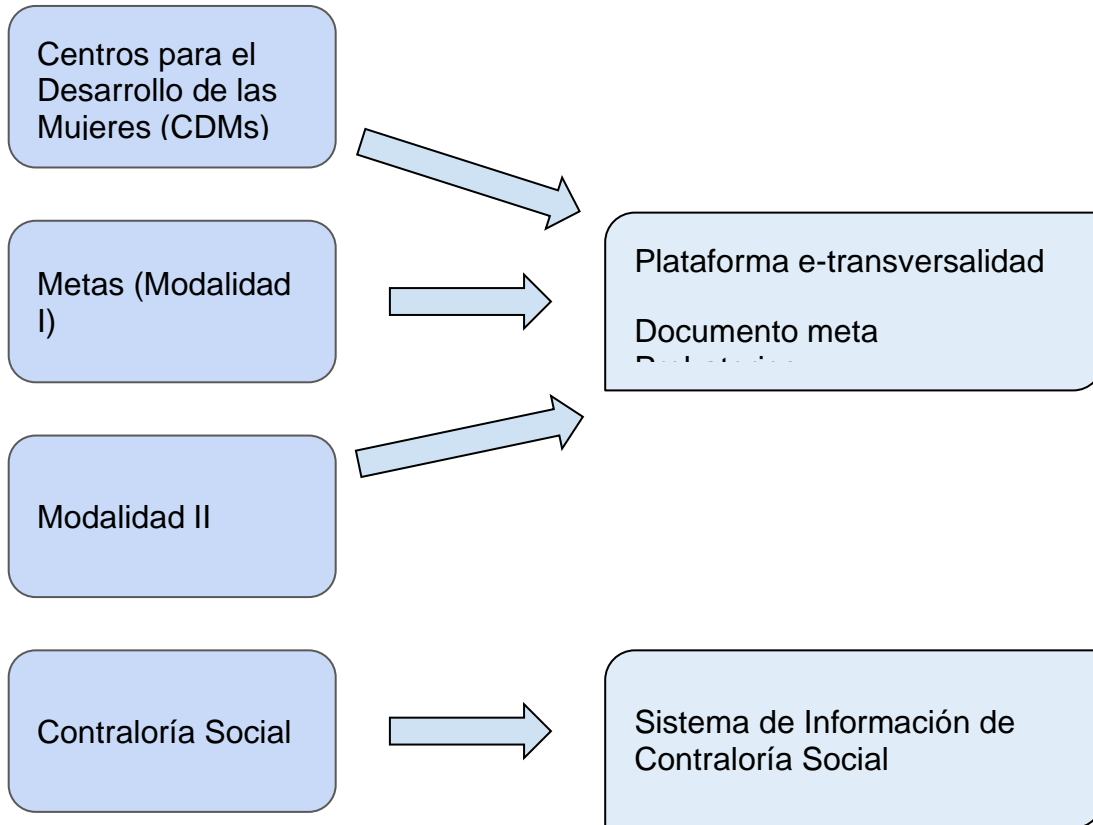 Centros para el
Desarrollo de las
Mujeres (CDMs)
Metas (Modalidad
I)
Modalidad II
Contraloría Social
Plataforma e-transversalidad
Documento meta
Sistema de Información de
Contraloría Social